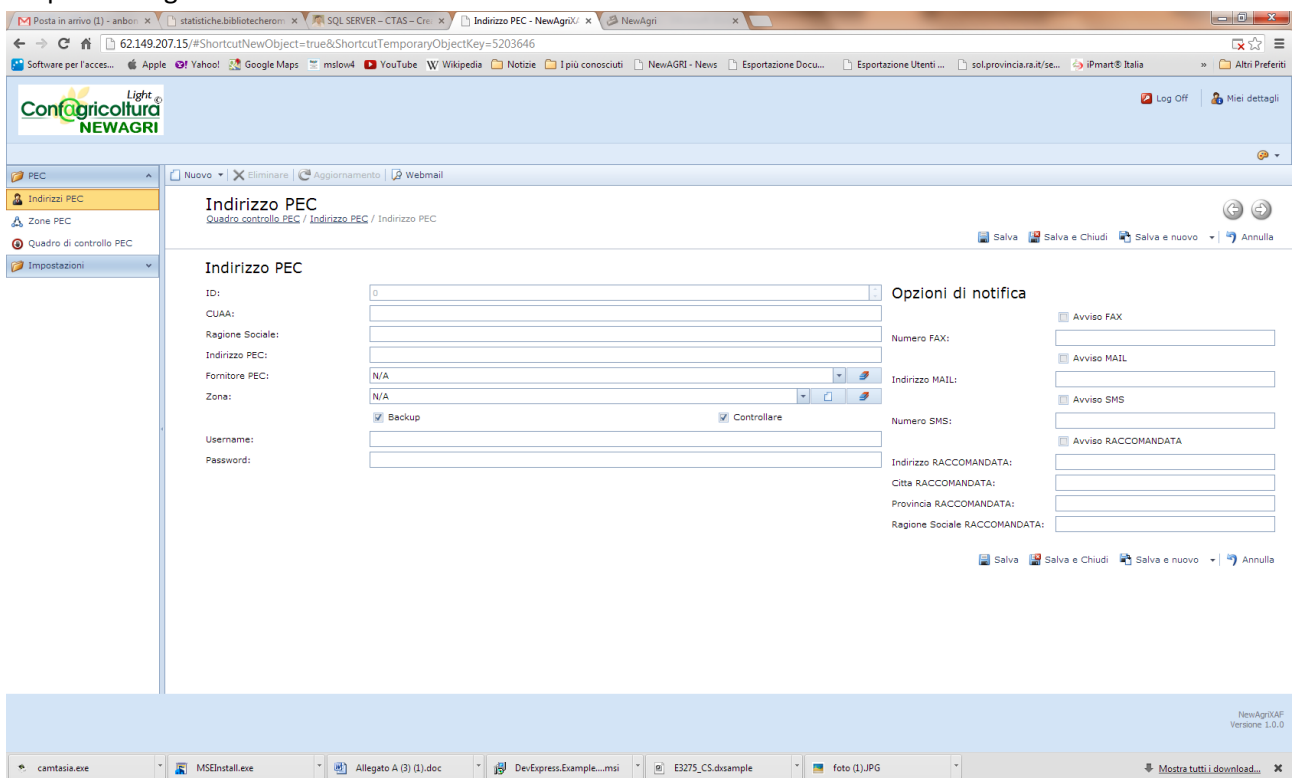 Posta in arrivo (1) - anbon
statistiche.bibliotecherom
SQL SERVER – CTAS – Cre
Indirizzo PEC - NewAgriX
NewAgri
62.149.207.15/#ShortcutNewObject=true&ShortcutTemporaryObjectKey=5203646
Software per l'acces...
Apple
Yahoo!
Google Maps
mslow4
YouTube
Wikipedia
Notizie
I più conosciuti
NewAGRI - News
Esportazione Docu...
Esportazione Utenti ...
sol.provincia.ra.it/se...
iPmart® Italia
»
Altri Preferiti
Light ©
Confagricoltura
NEWAGRI
Log Off
Miei dettagli
PEC
Nuovo
Eliminare
Aggiornamento
Webmail
Indirizzi PEC
Zone PEC
Quadro di controllo PEC
Impostazioni
Indirizzo PEC
Quadro controllo PEC / Indirizzo PEC / Indirizzo PEC
Salva
Salva e Chiudi
Salva e nuovo
Annulla
Indirizzo PEC
ID:
0
CUAA:
Ragione Sociale:
Indirizzo PEC:
Fornitore PEC:
N/A
Zona:
N/A
Backup
Controllare
Username:
Password:
Opzioni di notifica
Avviso FAX
Numero FAX:
Avviso MAIL
Indirizzo MAIL:
Avviso SMS
Numero SMS:
Avviso RACCOMANDATA
Indirizzo RACCOMANDATA:
Citta RACCOMANDATA:
Provincia RACCOMANDATA:
Ragione Sociale RACCOMANDATA:
Salva
Salva e Chiudi
Salva e nuovo
Annulla
NewAgriXAF
Versione 1.0.0
camtasia.exe
MSEInstall.exe
Allegato A (3) (1).doc
DevExpress.Example....msi
E3275_CS.dxsample
foto (1).JPG
Mostra tutti i download...